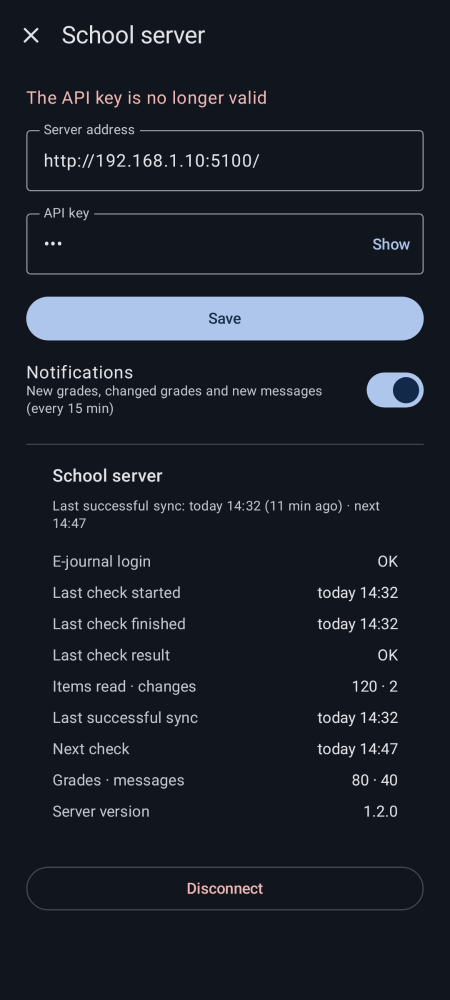 School server
The API key is no longer valid
Server address
http://192.168.1.10:5100/
API key
•••
Show
Save
Notifications
New grades, changed grades and new messages
(every 15 min)
School server
Last successful sync: today 14:32 (11 min ago) · next
14:47
E-journal login OK
Last check started today 14:32
Last check finished today 14:32
Last check result OK
Items read · changes 120 · 2
Last successful sync today 14:32
Next check today 14:47
Grades · messages 80 · 40
Server version 1.2.0
Disconnect